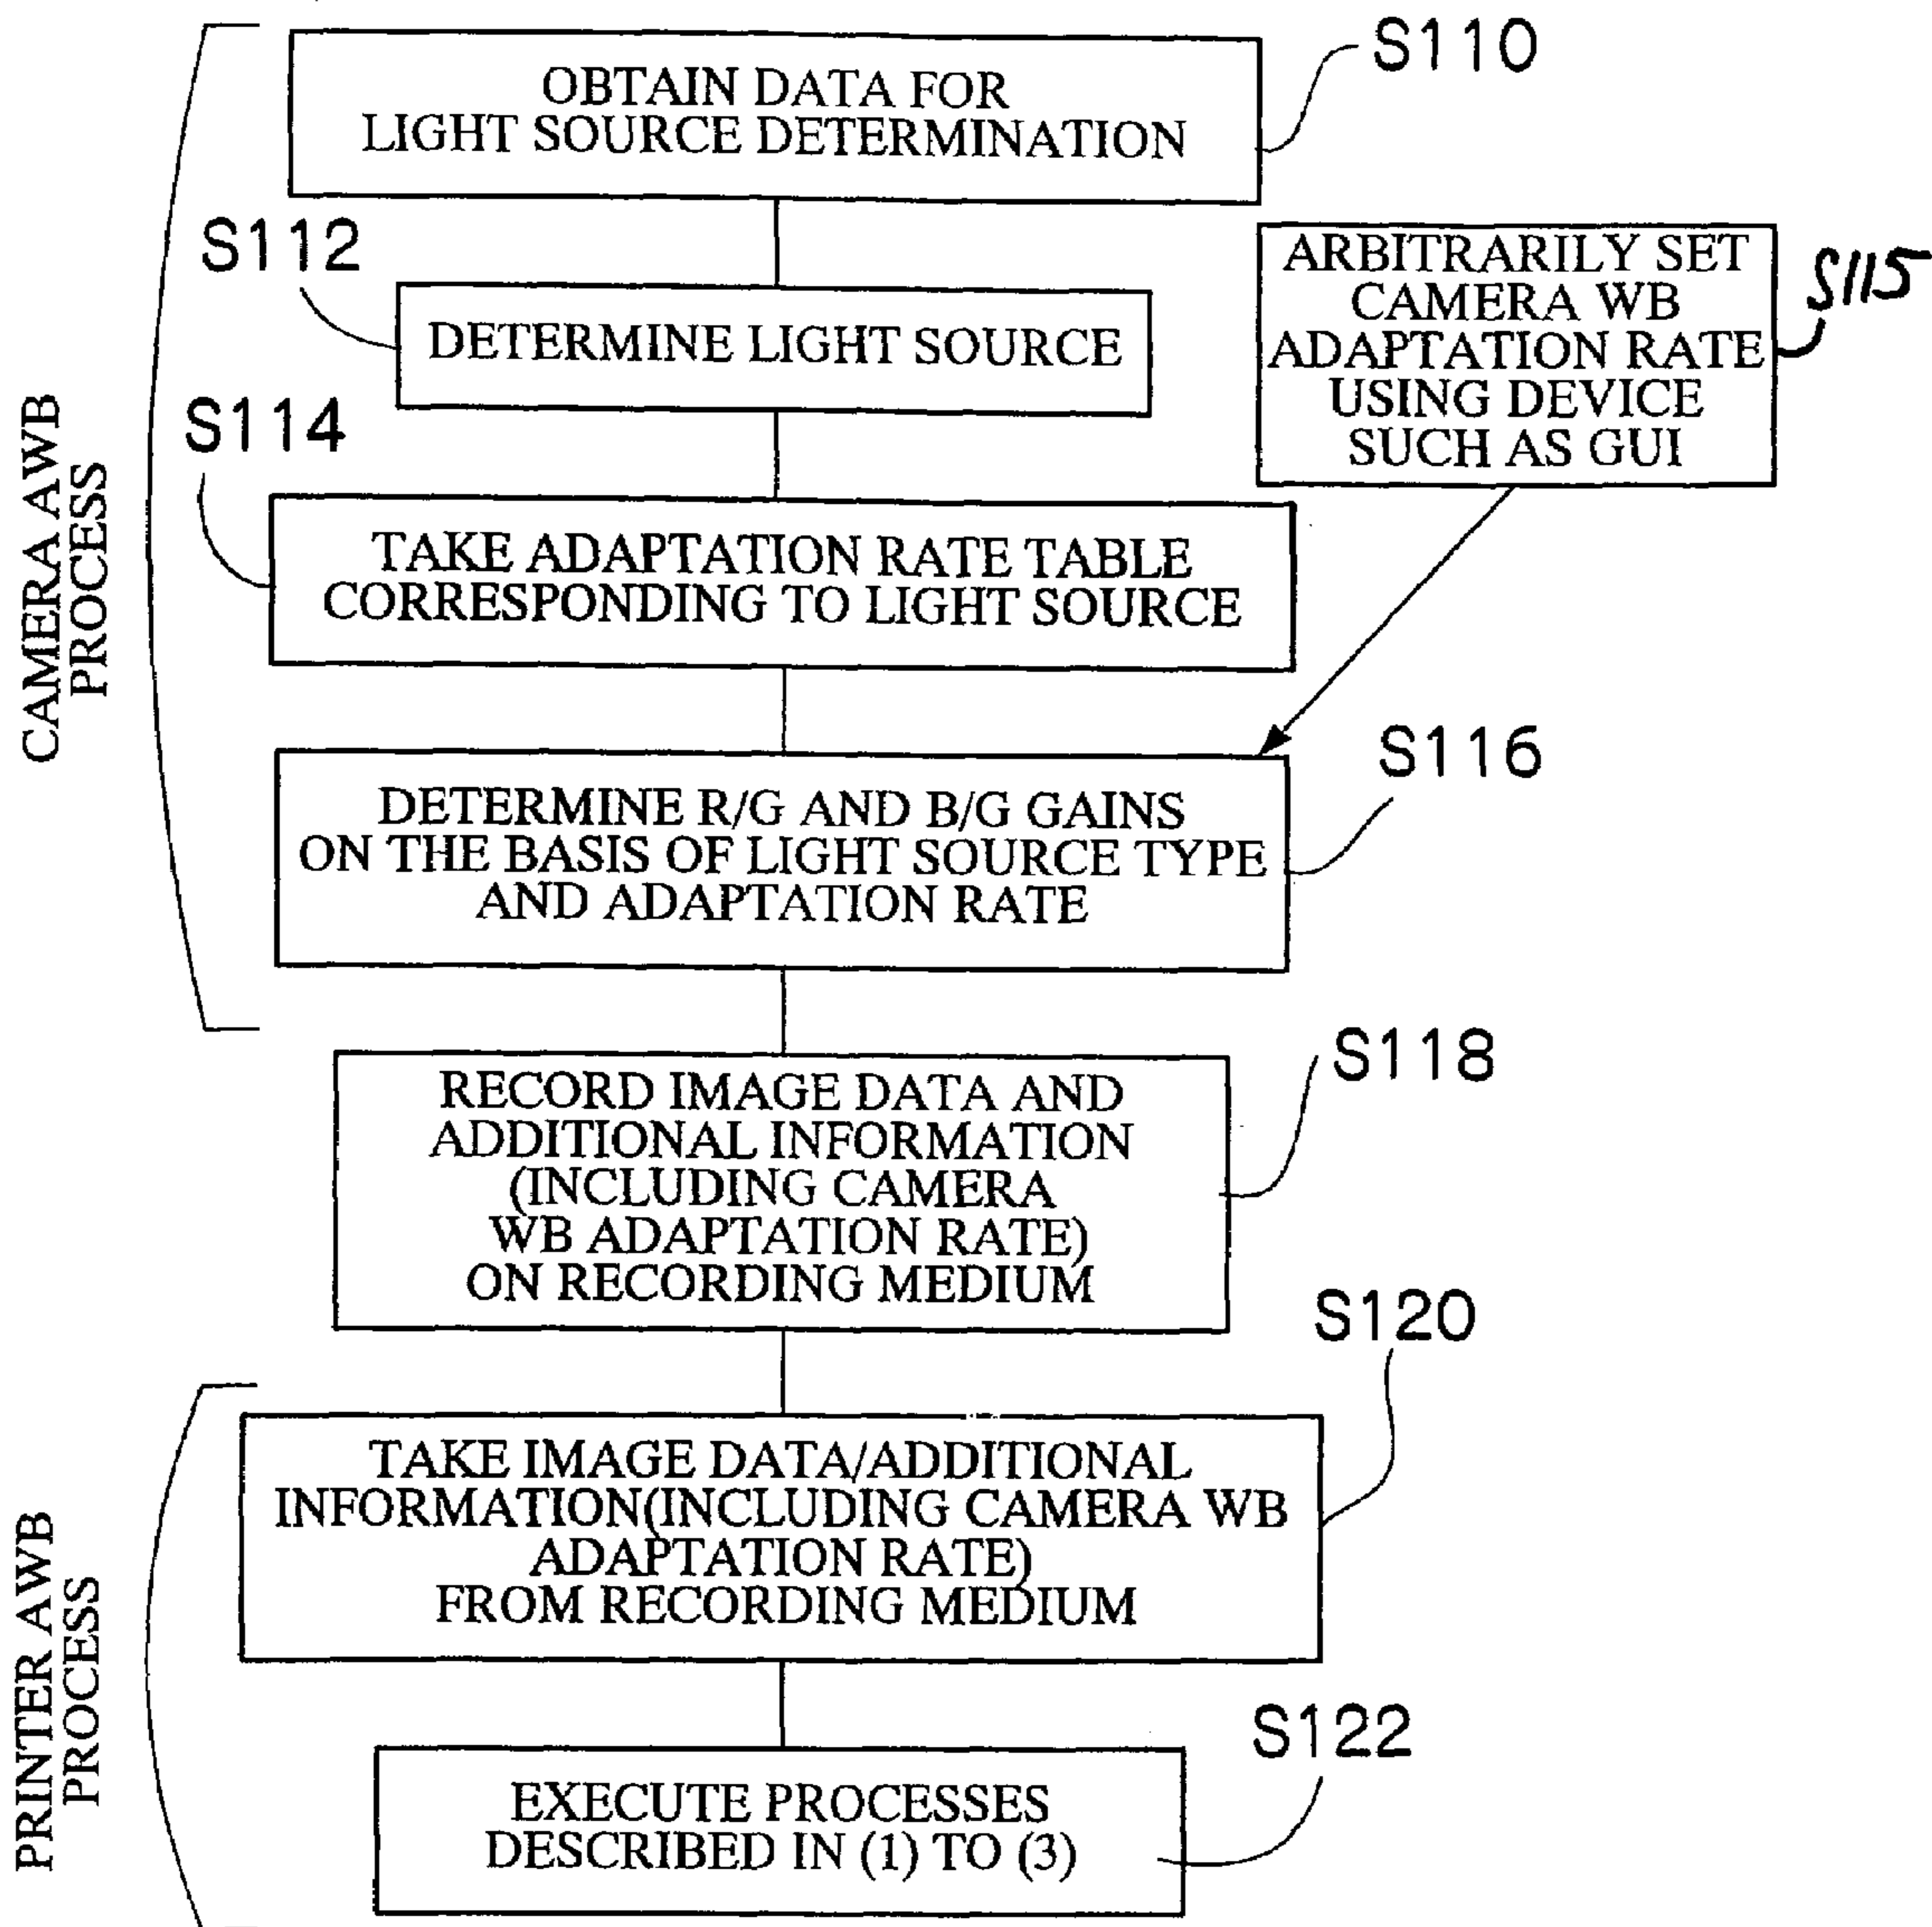 S110
OBTAIN DATA FOR
LIGHT SOURCE DETERMINATION
S112
DETERMINE LIGHT SOURCE
ARBITRARILY SET
CAMERA WB
ADAPTATION RATE
USING DEVICE
SUCH AS GUI
S115
CAMERA AWB
PROCESS
S114
TAKE ADAPTATION RATE TABLE
CORRESPONDING TO LIGHT SOURCE
S116
DETERMINE R/G AND B/G GAINS
ON THE BASIS OF LIGHT SOURCE TYPE
AND ADAPTATION RATE
S118
RECORD IMAGE DATA AND
ADDITIONAL INFORMATION
(INCLUDING CAMERA
WB ADAPTATION RATE)
ON RECORDING MEDIUM
S120
PRINTER AWB
PROCESS
TAKE IMAGE DATA/ADDITIONAL
INFORMATION(INCLUDING CAMERA WB
ADAPTATION RATE)
FROM RECORDING MEDIUM
S122
EXECUTE PROCESSES
DESCRIBED IN (1) TO (3)